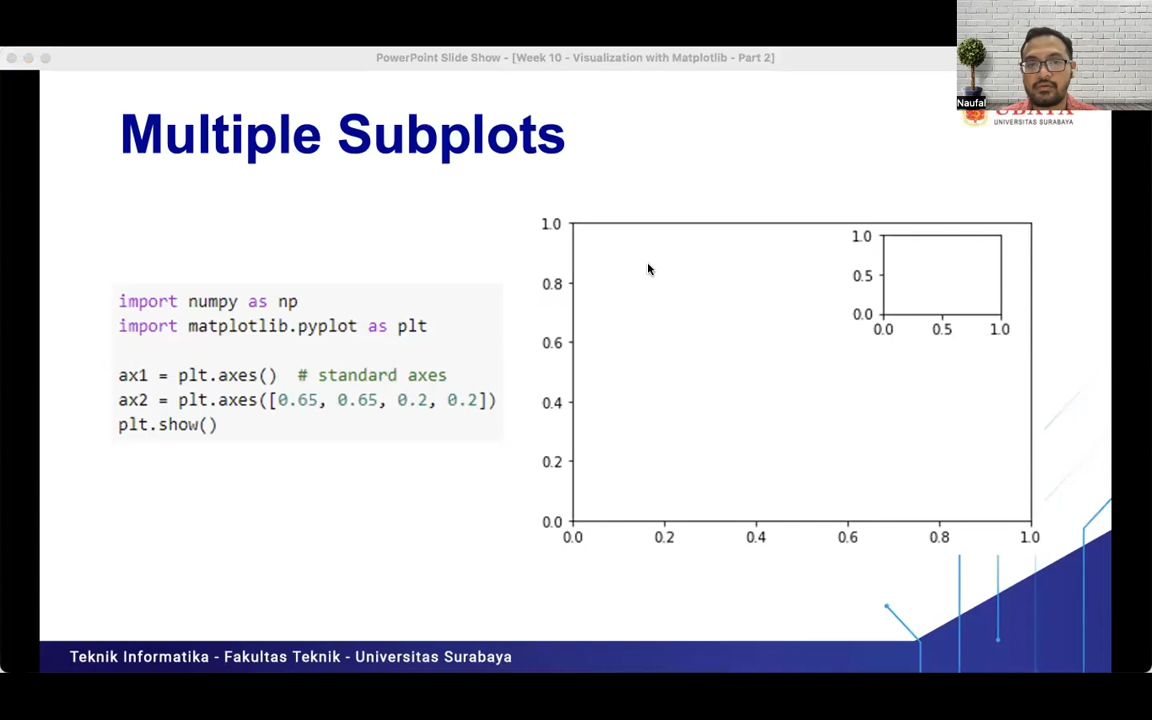 PowerPoint Slide Show - [Week 10 - Visualization with Matplotlib - Part 2]
Naufal
UNIVERSITAS SURABAYA
Multiple Subplots
import numpy as np
import matplotlib.pyplot as plt
ax1 = plt.axes()  # standard axes
ax2 = plt.axes([0.65, 0.65, 0.2, 0.2])
plt.show()
1.0
0.8
0.6
0.4
0.2
0.0
0.0 0.2 0.4 0.6 0.8 1.0
1.0
0.5
0.0
0.0 0.5 1.0
Teknik Informatika - Fakultas Teknik - Universitas Surabaya